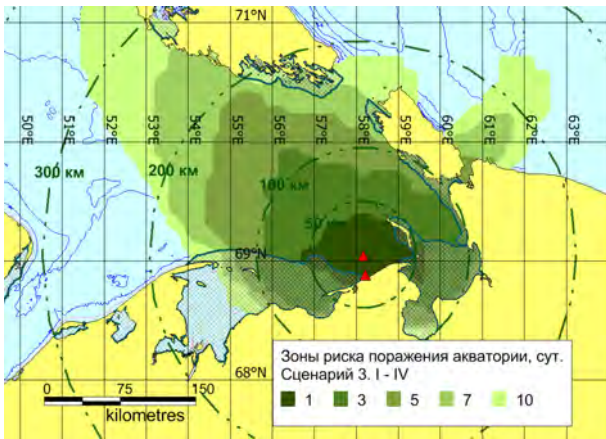 71°N
50°E
51°E
52°E
53°E
54°E
55°E
56°E
57°E
58°E
59°E
60°E
61°E
62°E
63°E
300 км
200 км
100 км
50
69°N
68°N
Зоны риска поражения акватории, сут.
Сценарий 3. I - IV
1 3 5 7 10
0 75 150
kilometres